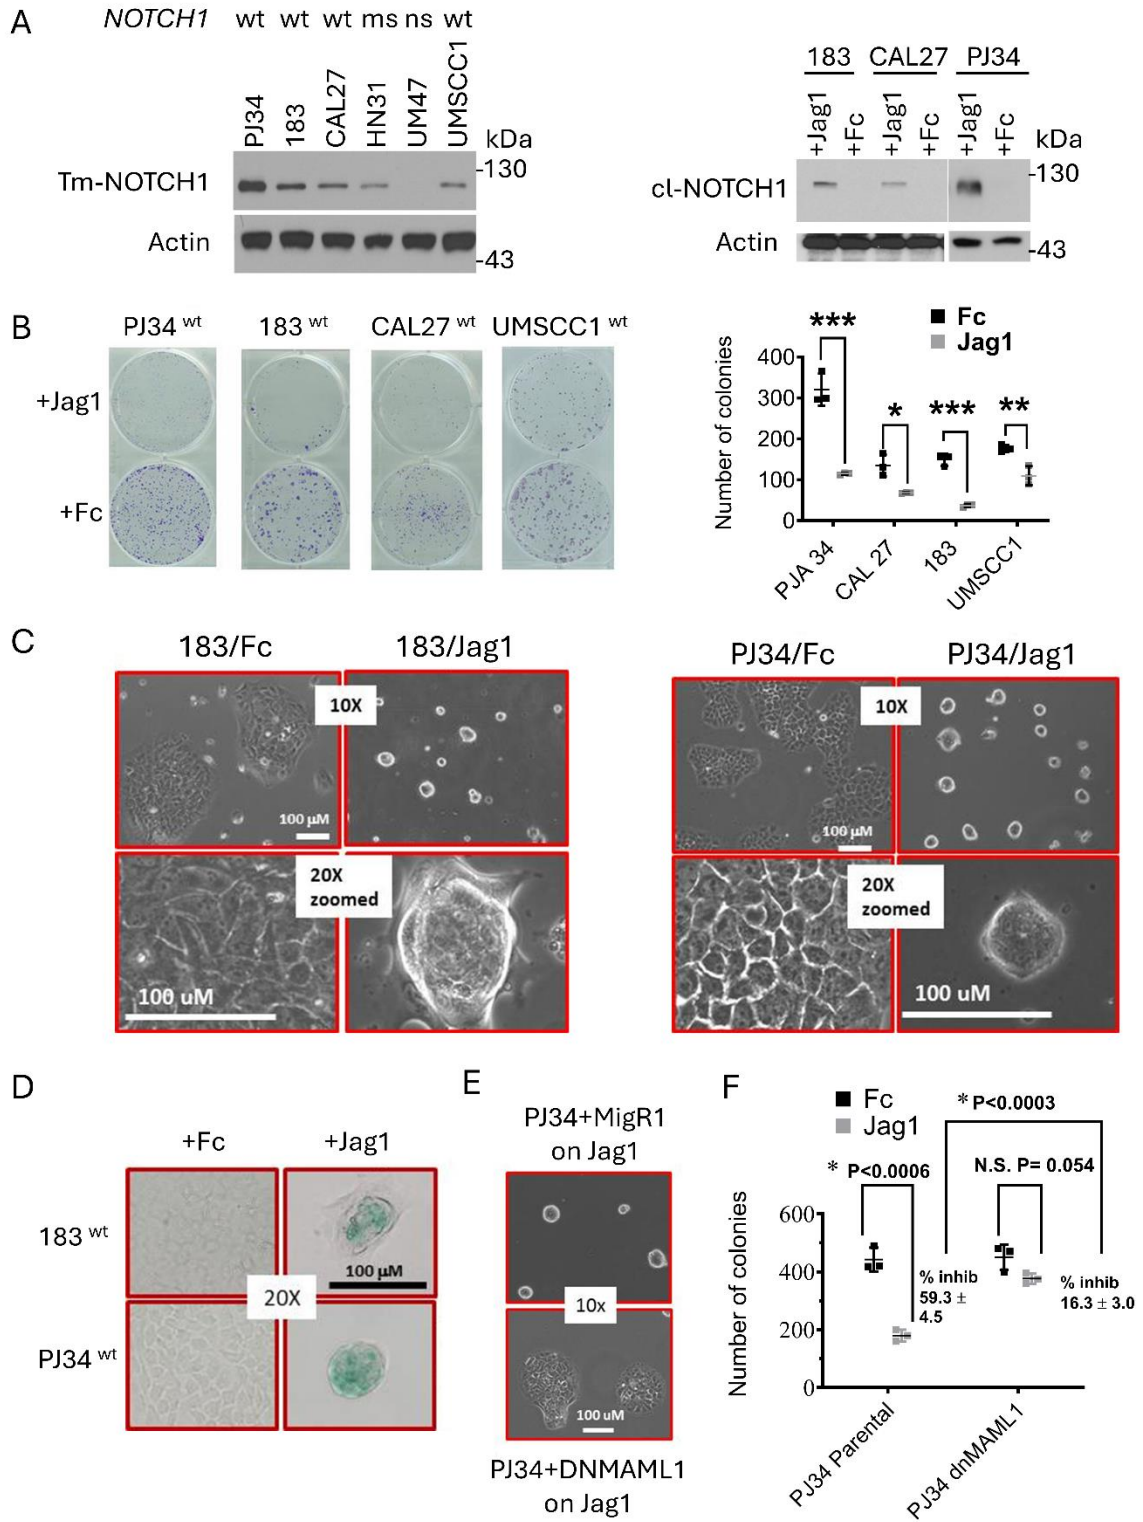 A
NOTCH1 wt wt wt ms ns wt
PJ34 183 CAL27 HN31 UM47 UMSCC1
kDa
Tm-NOTCH1 -130
Actin
-43
183 CAL27 PJ34
+Jag1 +Fc +Jag1 +Fc +Jag1 +Fc
kDa
cl-NOTCH1 -130
Actin -43
B
PJ34 wt 183 wt CAL27 wt UMSCC1 wt
+Jag1
+Fc
Fc
Jag1
Number of colonies
400
300
200
100
0
*** * *** **
PJA 34 CAL 27 183 UMSCC1
C
183/Fc 183/Jag1
10X
100 µM
20X
zoomed
100 uM
PJ34/Fc PJ34/Jag1
10X
100 µM
20X
zoomed
100 uM
D
+Fc +Jag1
183 wt
100 µM
20X
PJ34 wt
E
PJ34+MigR1
on Jag1
10x
100 uM
PJ34+DNMAML1
on Jag1
F
Fc
Jag1
* P<0.0003
* P<0.0006
N.S. P= 0.054
Number of colonies
600
400
200
0
% inhib
59.3 ±
4.5
% inhib
16.3 ± 3.0
PJ34 Parental PJ34 dnMAML1